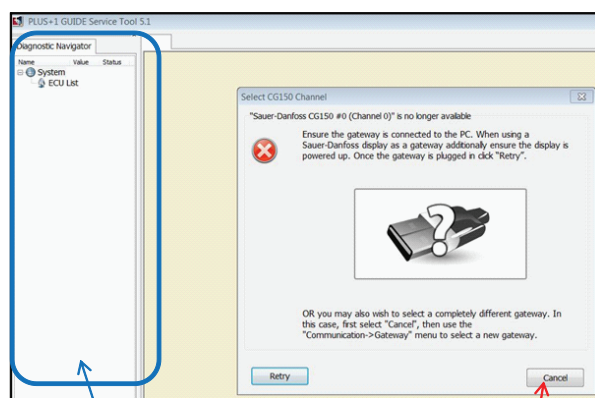 PLUS+1 GUIDE Service Tool 5.1
Diagnostic Navigator
Name Value Status
System
ECU List
Select CG150 Channel
"Sauer-Danfoss CG150 #0 (Channel 0)" is no longer available
Ensure the gateway is connected to the PC. When using a
Sauer-Danfoss display as a gateway additionally ensure the display is
powered up. Once the gateway is plugged in click "Retry".
OR you may also wish to select a completely different gateway. In
this case, first select "Cancel", then use the
"Communication->Gateway" menu to select a new gateway.
Retry
Cancel